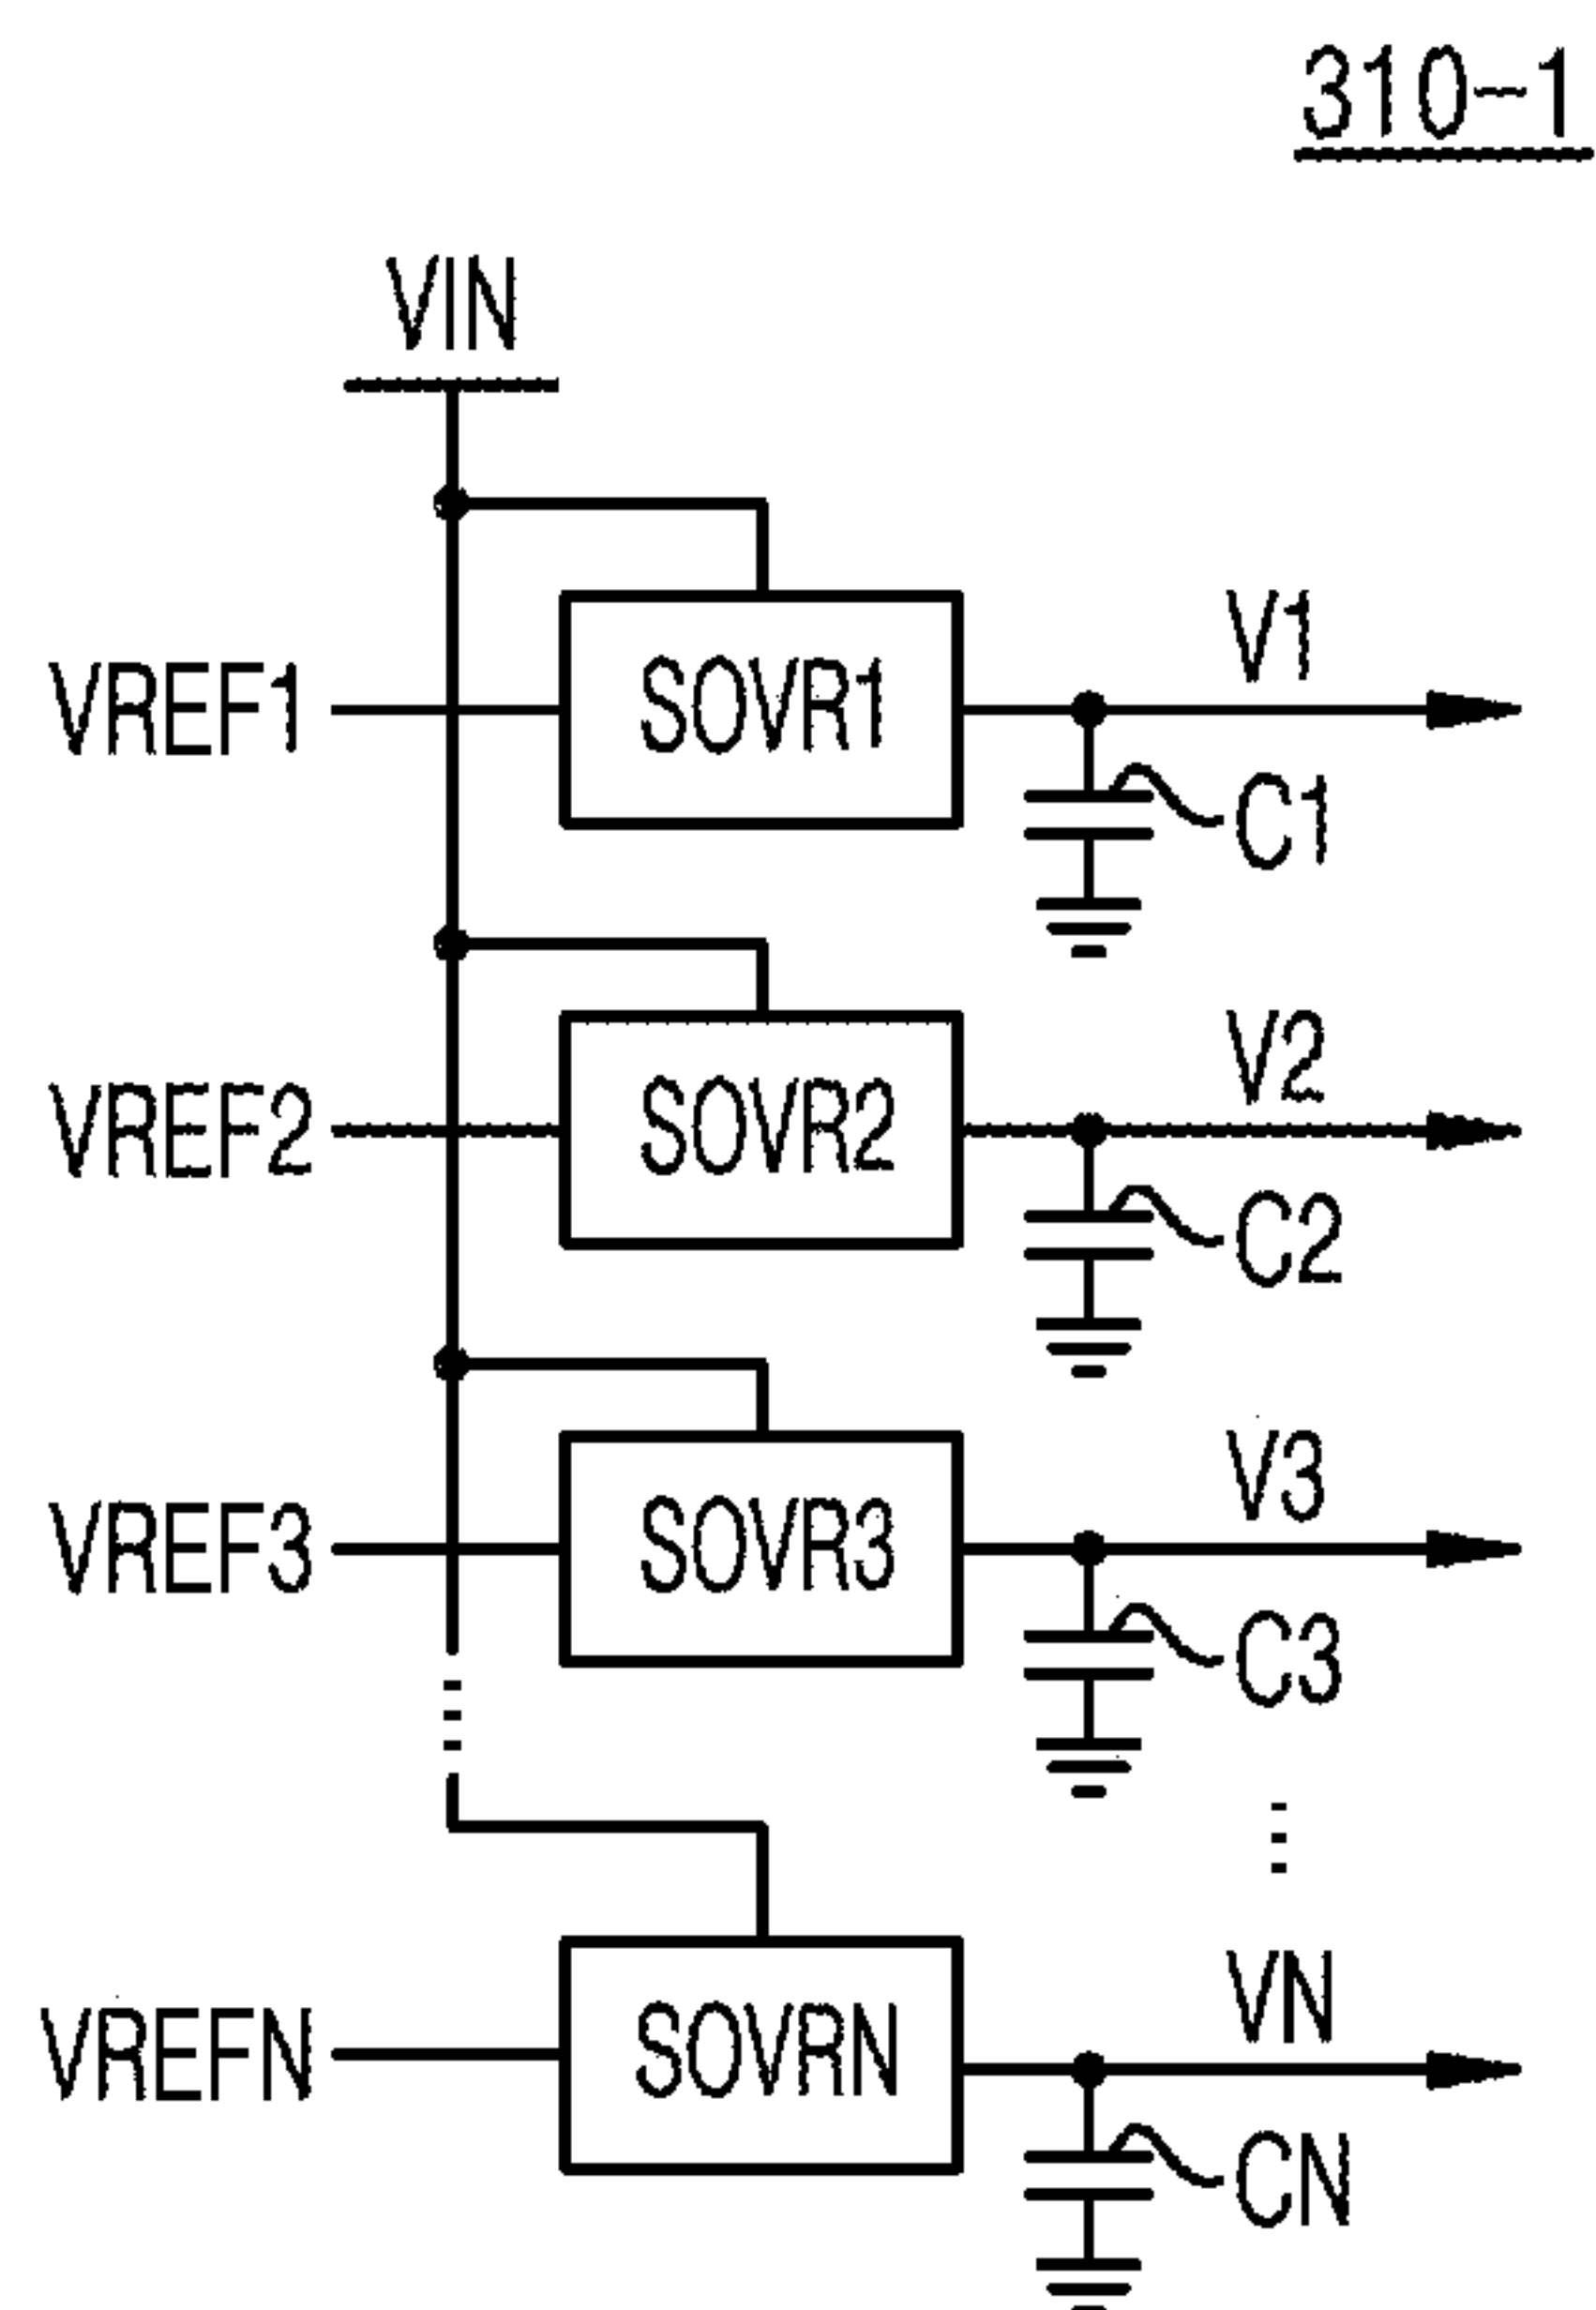 310-1
VIN
VREF1 SOVR1 V1
C1
VREF2 SOVR2 V2
C2
VREF3 SOVR3 V3
C3
VREFN SOVRN VN
CN